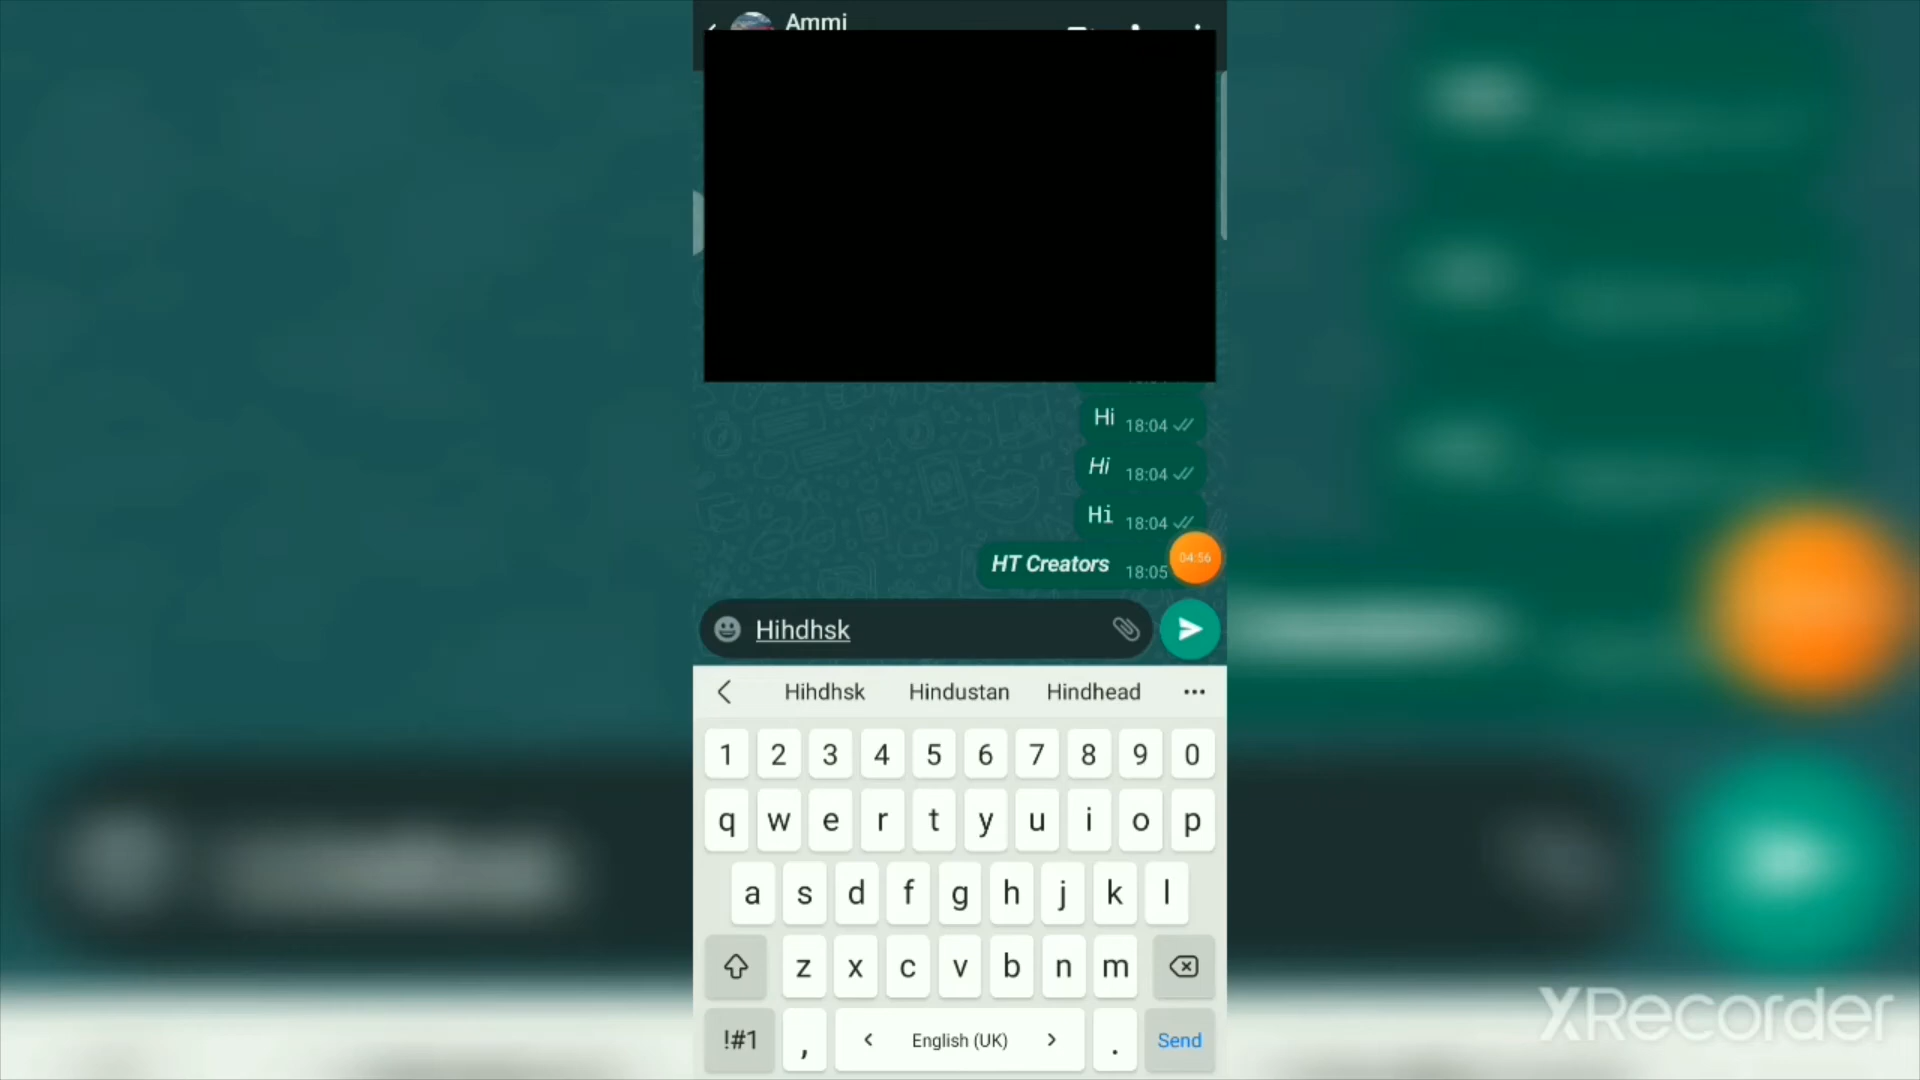 Ammi
Hi 18:04
Hi 18:04
Hi 18:04
HT Creators 18:05
04:56
Hihdhsk
Hihdhsk Hindustan Hindhead
1 2 3 4 5 6 7 8 9 0
q w e r t y u i o p
a s d f g h j k l
z x c v b n m
!#1 , < English (UK) > . Send
XRecorder